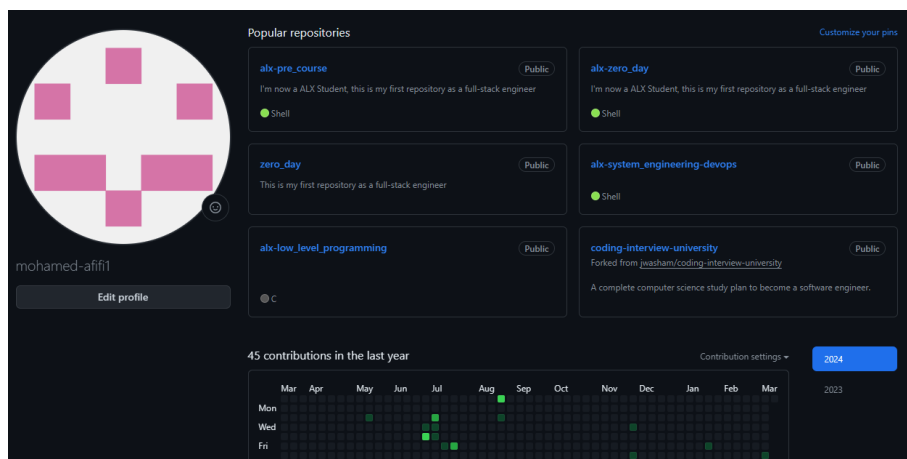 Popular repositories
Customize your pins
alx-pre_course
Public
I'm now a ALX Student, this is my first repository as a full-stack engineer
Shell
alx-zero_day
Public
I'm now a ALX Student, this is my first repository as a full-stack engineer
Shell
zero_day
Public
This is my first repository as a full-stack engineer
alx-system_engineering-devops
Public
Shell
alx-low_level_programming
Public
C
coding-interview-university
Public
Forked from jwasham/coding-interview-university
A complete computer science study plan to become a software engineer.
mohamed-afifi1
Edit profile
45 contributions in the last year
Contribution settings
2024
2023
Mar Apr May Jun Jul Aug Sep Oct Nov Dec Jan Feb Mar
Mon
Wed
Fri